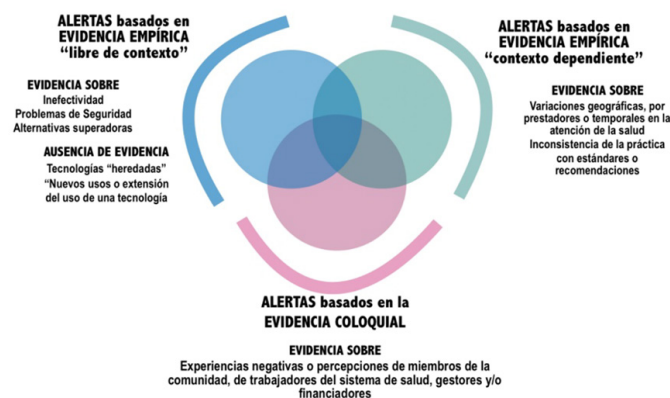 ALERTAS basados en
EVIDENCIA EMPÍRICA
“libre de contexto”
EVIDENCIA SOBRE
Inefectividad
Problemas de Seguridad
Alternativas superadoras
AUSENCIA DE EVIDENCIA
Tecnologías “heredadas”
“Nuevos usos o extensión
del uso de una tecnología
ALERTAS basados en
EVIDENCIA EMPÍRICA
“contexto dependiente”
EVIDENCIA SOBRE
Variaciones geográficas, por
prestadores o temporales en la
atención de la salud
Inconsistencia de la práctica
con estándares o
recomendaciones
ALERTAS basados en la
EVIDENCIA COLOQUIAL
EVIDENCIA SOBRE
Experiencias negativas o percepciones de miembros de la
comunidad, de trabajadores del sistema de salud, gestores y/o
financiadores